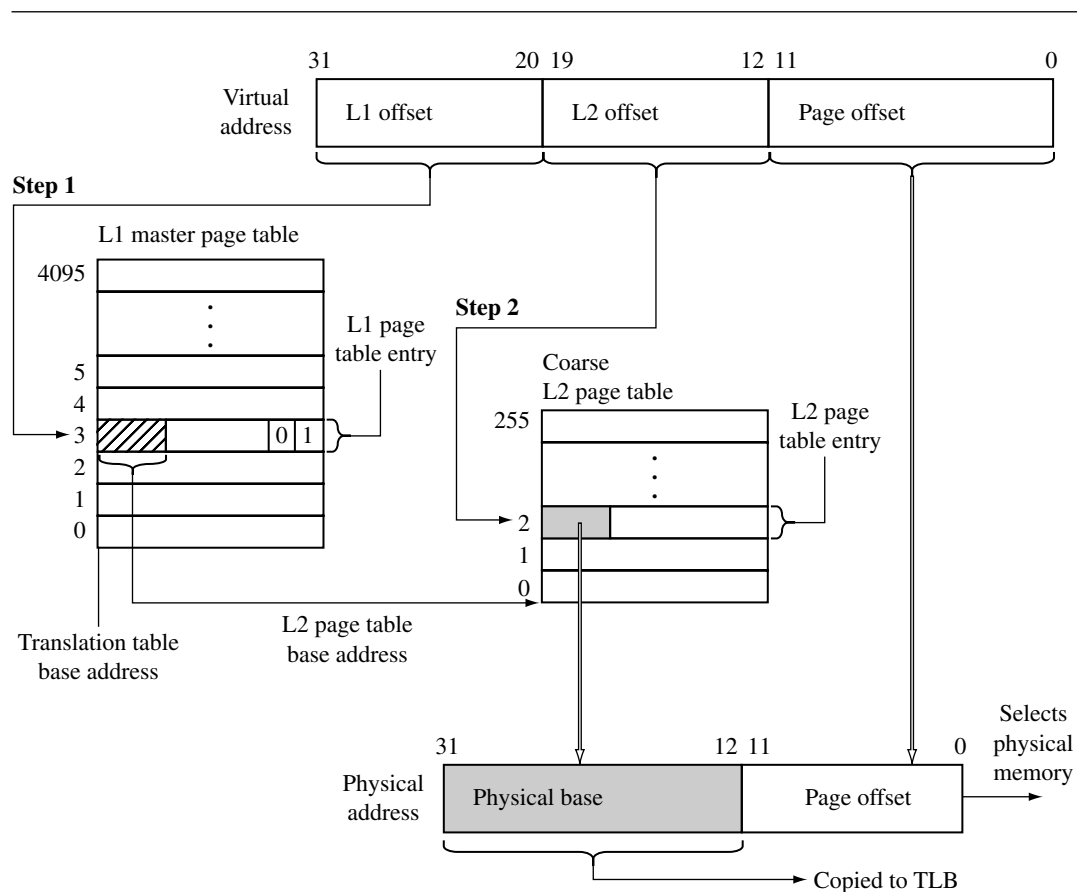 31 20 19 12 11 0
Virtual
address
L1 offset L2 offset Page offset
Step 1
L1 master page table
4095
Step 2
L1 page
table entry
5
4
3 0 1
2
1
0
Coarse
L2 page table
255
L2 page
table entry
2
1
0
Translation table
base address
L2 page table
base address
31 12 11 0
Selects
physical
memory
Physical
address
Physical base Page offset
Copied to TLB